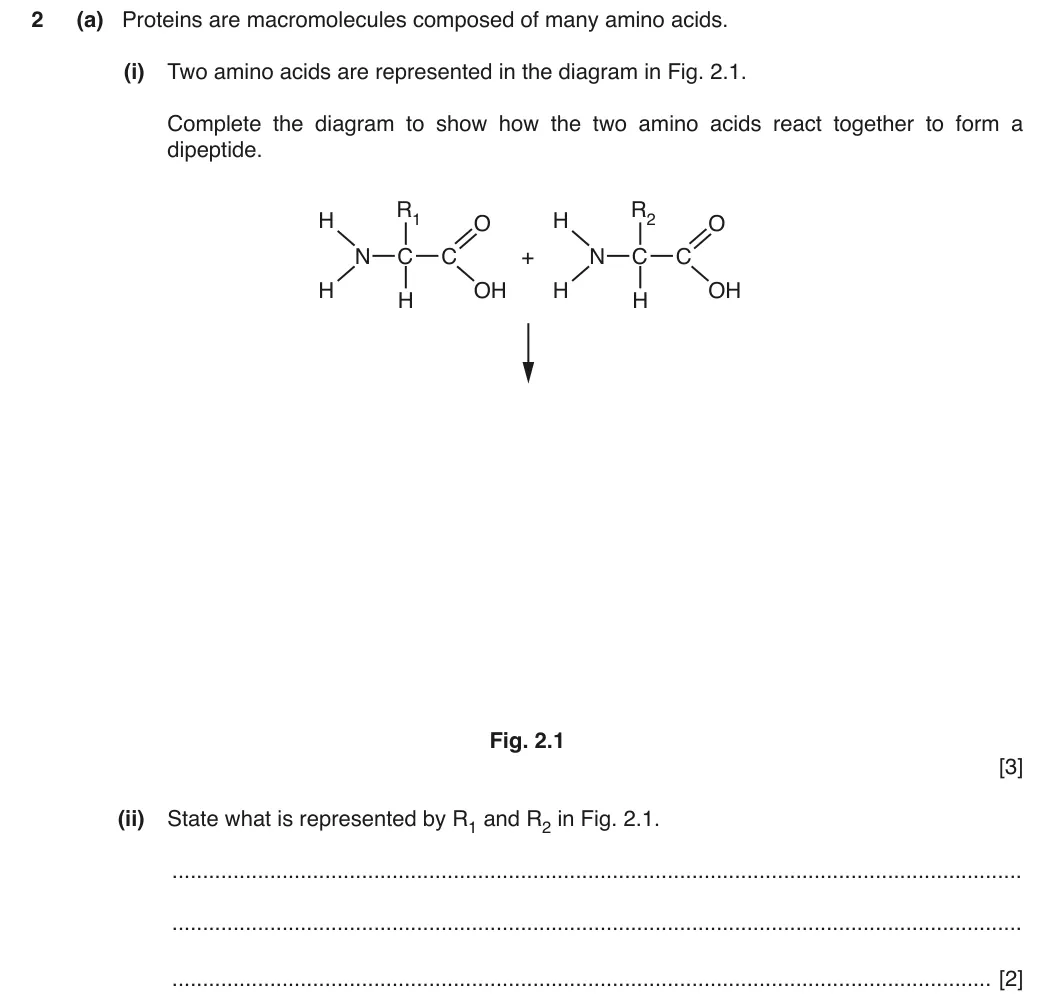 2 (a) Proteins are macromolecules composed of many amino acids.
(i) Two amino acids are represented in the diagram in Fig. 2.1.
Complete the diagram to show how the two amino acids react together to form a
dipeptide.
H R₁ O H R₂ O
N C C + N C C
H H OH H H OH
Fig. 2.1
[3]
(ii) State what is represented by R₁ and R₂ in Fig. 2.1.
..........................................................................................................................................
..........................................................................................................................................
..................................................................................................................................... [2]